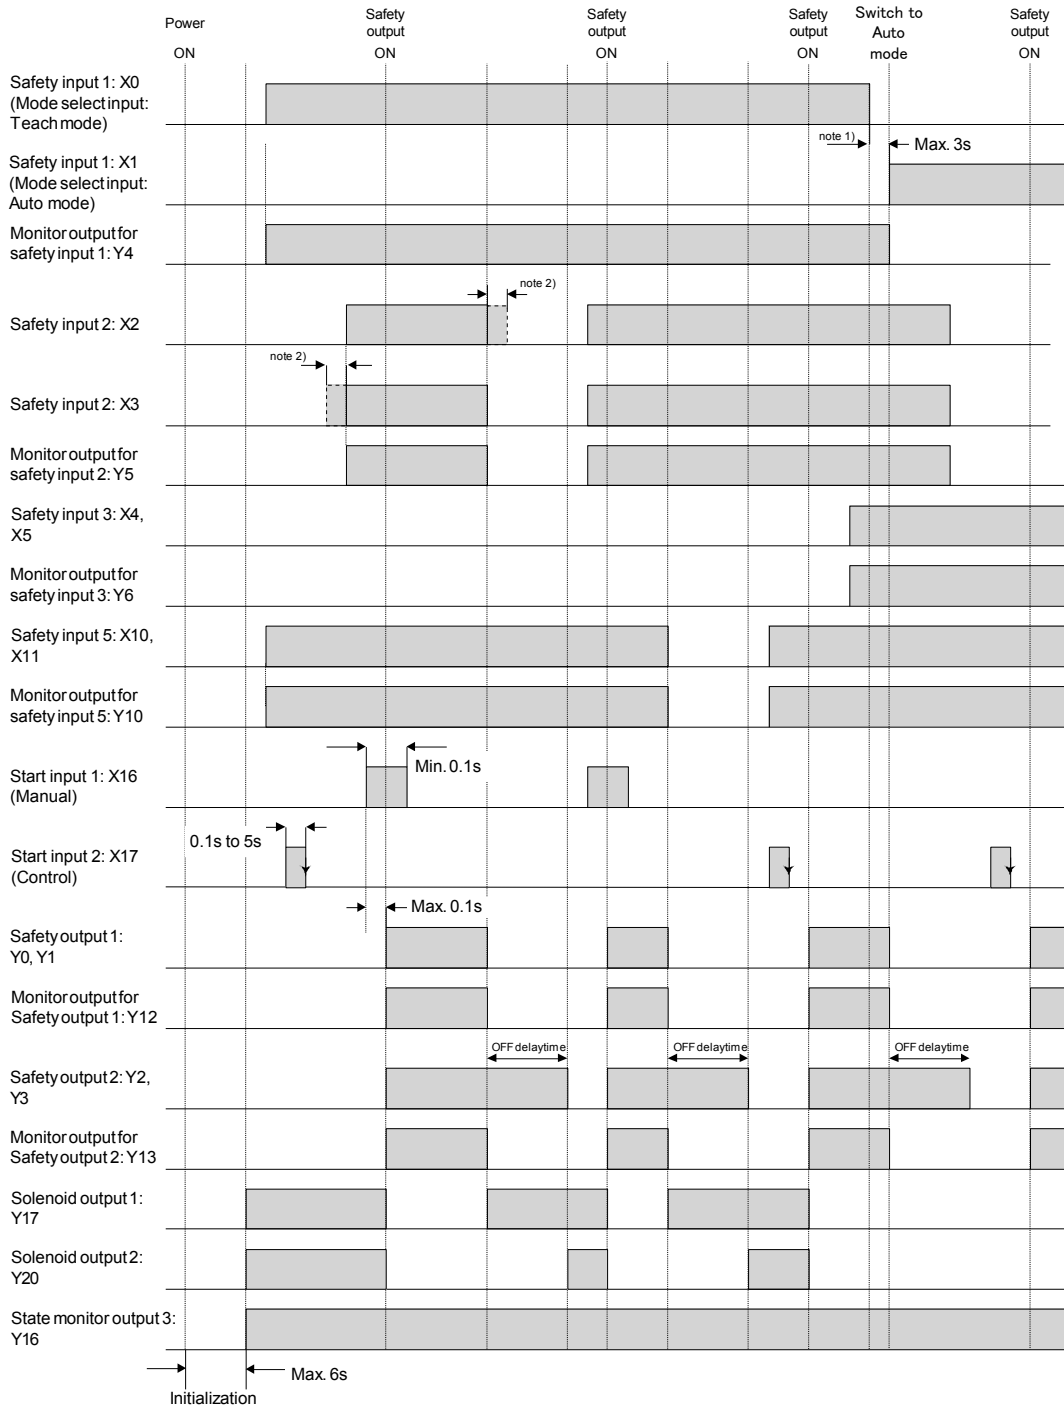 Power
ON
Safety
output
ON
Safety
output
ON
Safety
output
ON
Switch to
Auto
mode
Safety
output
ON
Safety input 1: X0
(Mode select input:
Teach mode)
note 1)
Max. 3s
Safety input 1: X1
(Mode select input:
Auto mode)
Monitor output for
safety input 1: Y4
note 2)
Safety input 2: X2
note 2)
Safety input 2: X3
Monitor output for
safety input 2: Y5
Safety input 3: X4,
X5
Monitor output for
safety input 3: Y6
Safety input 5: X10,
X11
Monitor output for
safety input 5: Y10
Min. 0.1s
Start input 1: X16
(Manual)
0.1s to 5s
Start input 2: X17
(Control)
Max. 0.1s
Safety output 1:
Y0, Y1
Monitor output for
Safety output 1: Y12
OFF delay time
OFF delay time
OFF delay time
Safety output 2: Y2,
Y3
Monitor output for
Safety output 2: Y13
Solenoid output 1:
Y17
Solenoid output 2:
Y20
State monitor output 3:
Y16
Max. 6s
Initialization